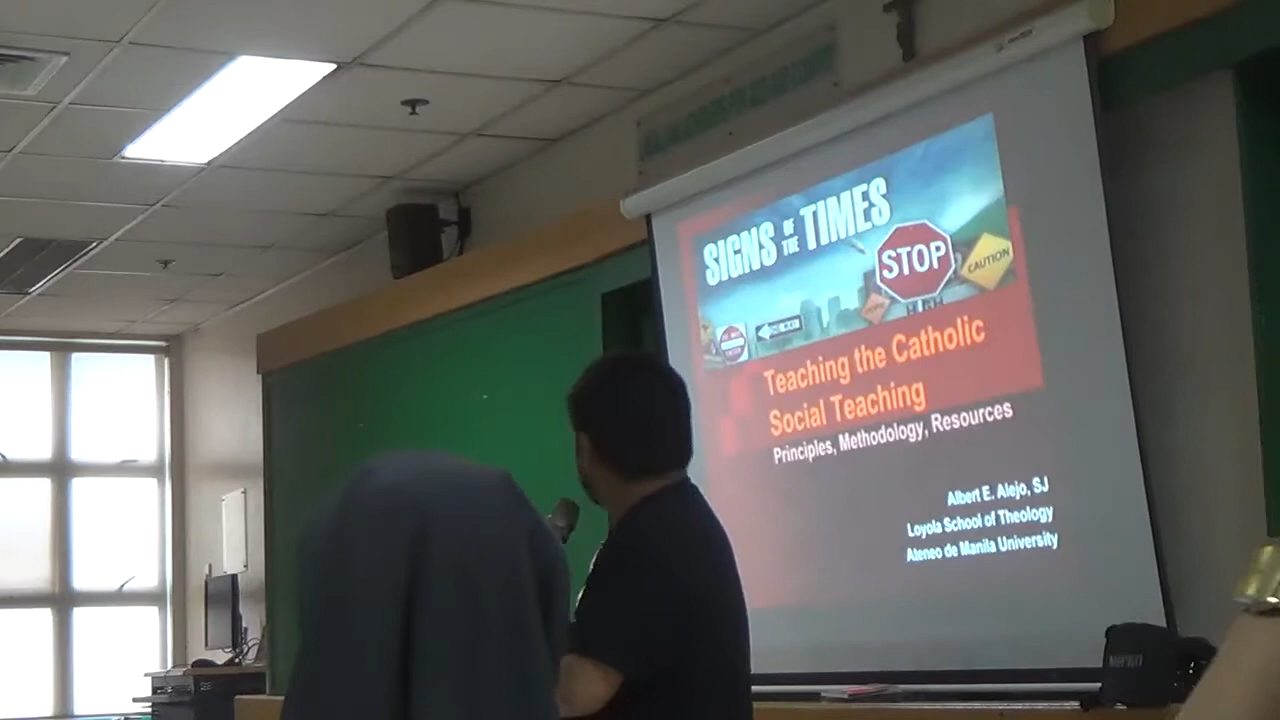 SIGNS OF THE TIMES
STOP
CAUTION
Teaching the Catholic
Social Teaching
Principles, Methodology, Resources
Albert E. Alejo, SJ
Loyola School of Theology
Ateneo de Manila University